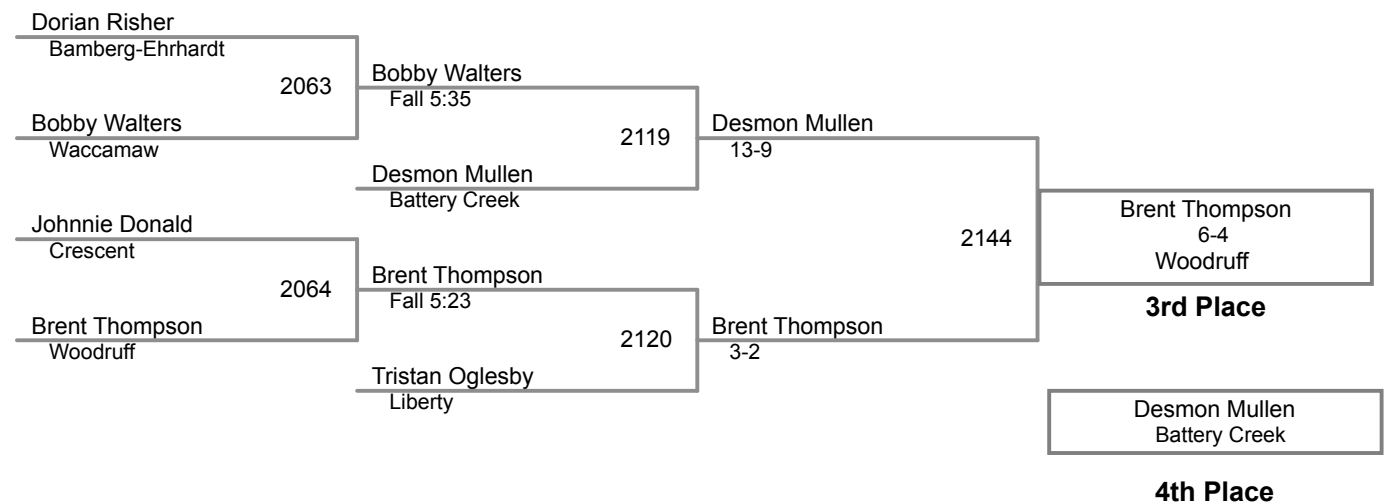 Dorian Risher
Bamberg-Ehrhardt
2063
Bobby Walters
Waccamaw
Bobby Walters
Fall 5:35
2119
Desmon Mullen
Battery Creek
Desmon Mullen
13-9
Johnnie Donald
Crescent
2064
Brent Thompson
Woodruff
Brent Thompson
Fall 5:23
2120
Tristan Oglesby
Liberty
Brent Thompson
3-2
2144
Brent Thompson
6-4
Woodruff
3rd Place
Desmon Mullen
Battery Creek
4th Place